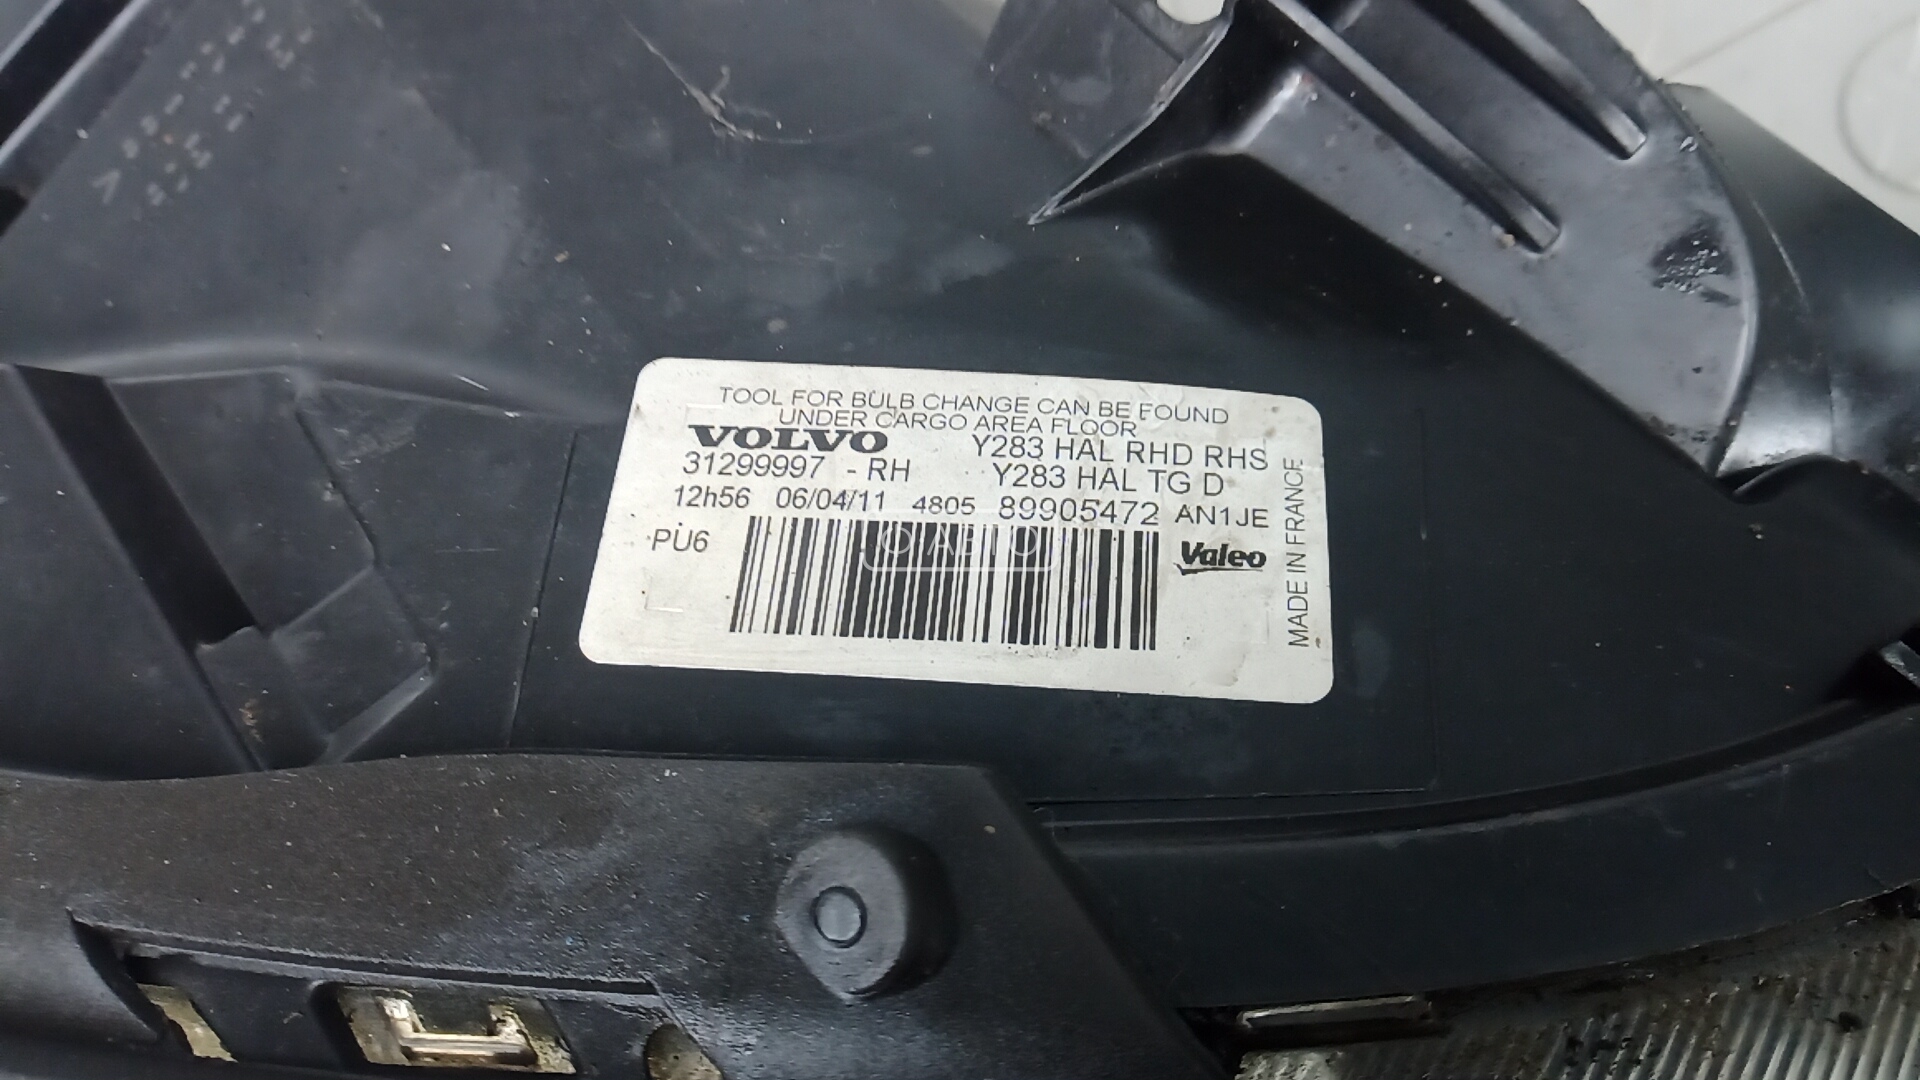 TOOL FOR BULB CHANGE CAN BE FOUND
UNDER CARGO AREA FLOOR
VOLVO Y283 HAL RHD RHS
31299997 - RH Y283 HAL TG D
12h56 06/04/11 4805 89905472 AN1JE
PU6
Valeo
MADE IN FRANCE
АВТО